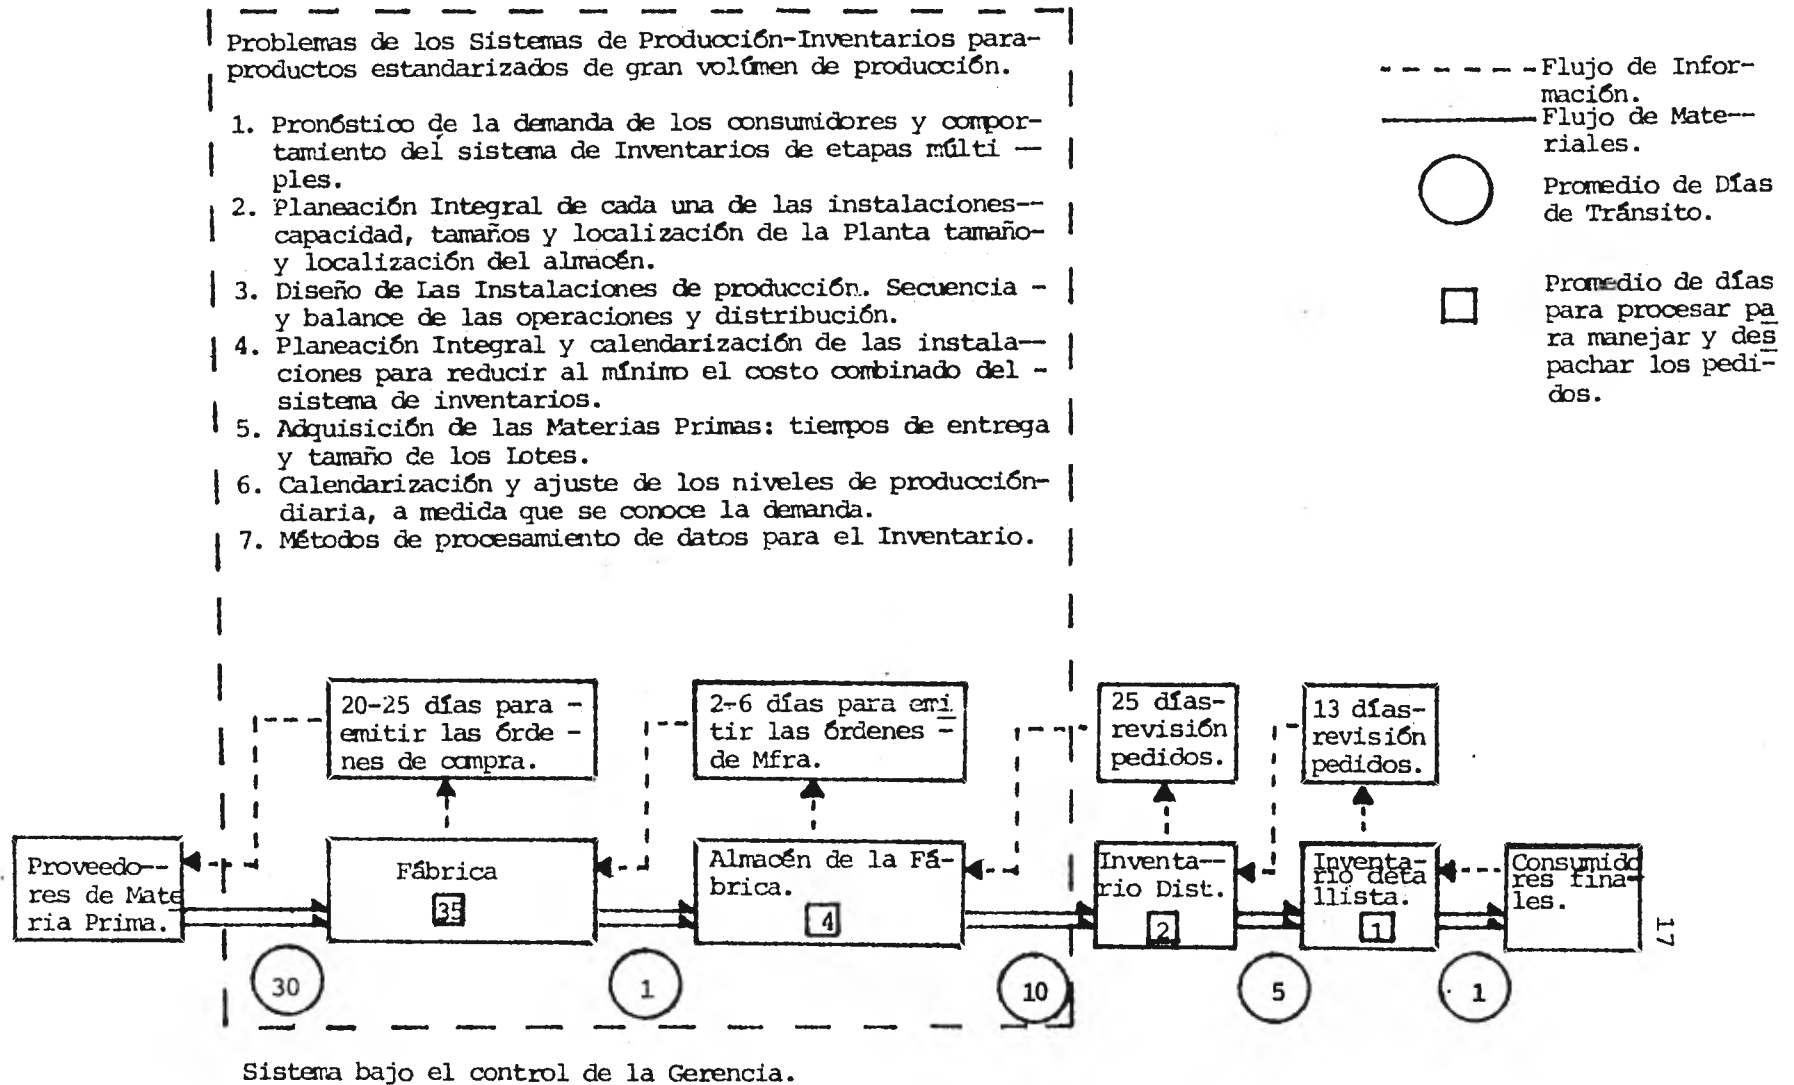 Problemas de los Sistemas de Producción-Inventarios para-
productos estandarizados de gran volúmen de producción.
1. Pronóstico de la demanda de los consumidores y compor-
tamiento del sistema de Inventarios de etapas múlti —
ples.
2. Planeación Integral de cada una de las instalaciones--
capacidad, tamaños y localización de la Planta tamaño-
y localización del almacén.
3. Diseño de Las Instalaciones de producción. Secuencia -
y balance de las operaciones y distribución.
4. Planeación Integral y calendarización de las instala--
ciones para reducir al mínimo el costo combinado del -
sistema de inventarios.
5. Adquisición de las Materias Primas: tiempos de entrega
y tamaño de los Lotes.
6. Calendarización y ajuste de los niveles de producción-
diaria, a medida que se conoce la demanda.
7. Métodos de procesamiento de datos para el Inventario.
Flujo de Infor-
mación.
Flujo de Mate--
riales.
Promedio de Días
de Tránsito.
Promedio de días
para procesar pa
ra manejar y des
pachar los pedi-
dos.
20-25 días para -
emitir las órde -
nes de compra.
2-6 días para emi
tir las órdenes -
de Mfra.
25 días-
revisión
pedidos.
13 días-
revisión
pedidos.
Proveedo--
res de Mate
ria Prima.
Fábrica
35
Almacén de la Fá-
brica.
4
Inventa--
rio Dist.
2
Inventa-
rio deta
llista.
1
Consumido
res fina-
les.
30
1
10
5
1
17
Sistema bajo el control de la Gerencia.